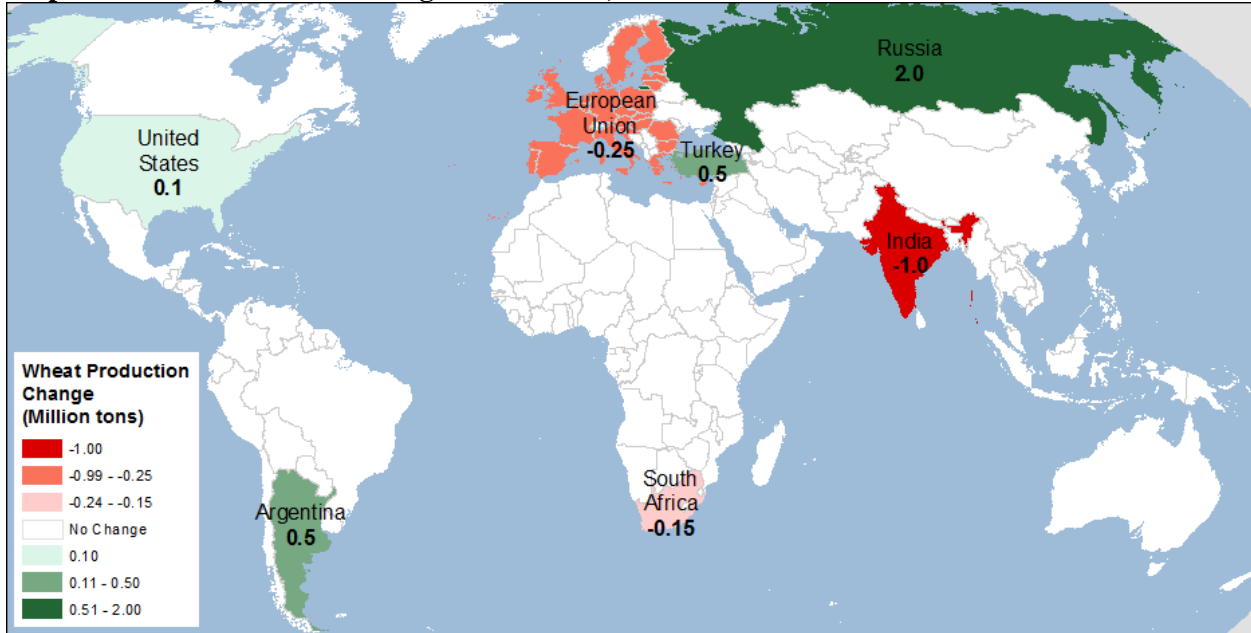 Russia
2.0
European
Union
-0.25
United
States
0.1
Turkey
0.5
India
-1.0
South
Africa
-0.15
Argentina
0.5
Wheat Production
Change
(Million tons)
-1.00
-0.99 - -0.25
-0.24 - -0.15
No Change
0.10
0.11 - 0.50
0.51 - 2.00